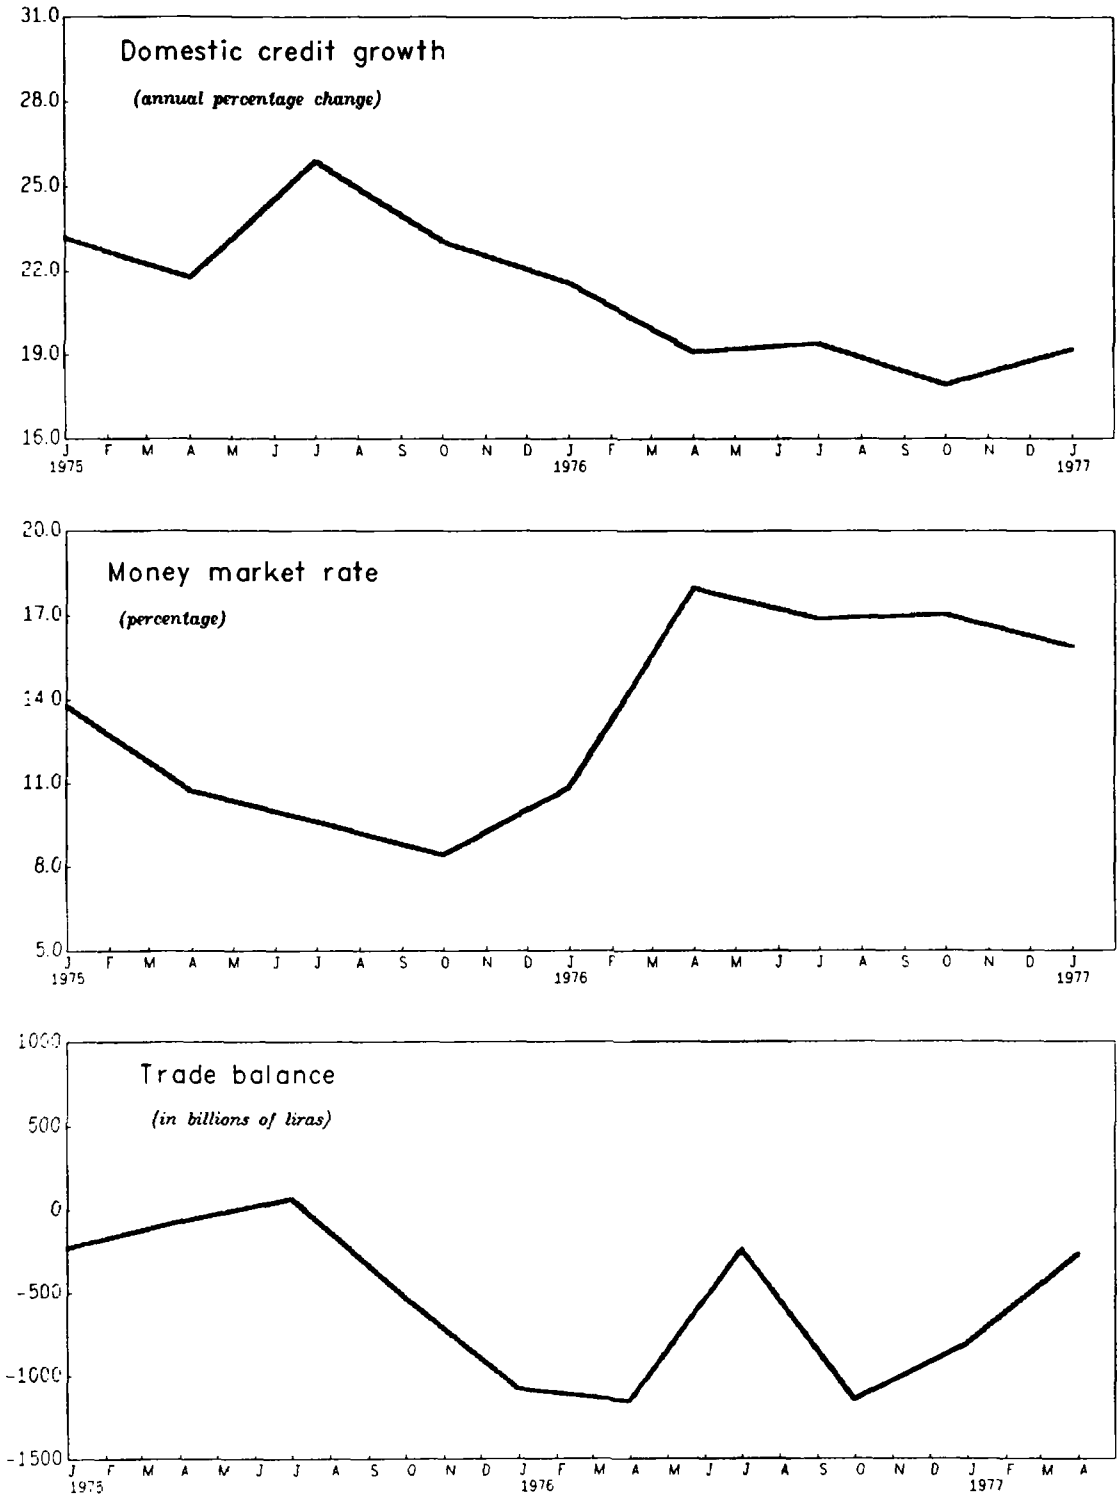 31.0
Domestic credit growth
28.0
(annual percentage change)
25.0
22.0
19.0
16.0
J F M A M J J A S O N D J F M A M J J A S O N D J
1975 1976 1977
20.0
Money market rate
17.0
(percentage)
14.0
11.0
8.0
5.0
J F M A M J J A S O N D J F M A M J J A S O N D J
1975 1976 1977
1000
Trade balance
500
(in billions of liras)
0
-500
-1000
-1500
J F M A M J J A S O N D J F M A M J J A S O N D J F M A
1975 1976 1977